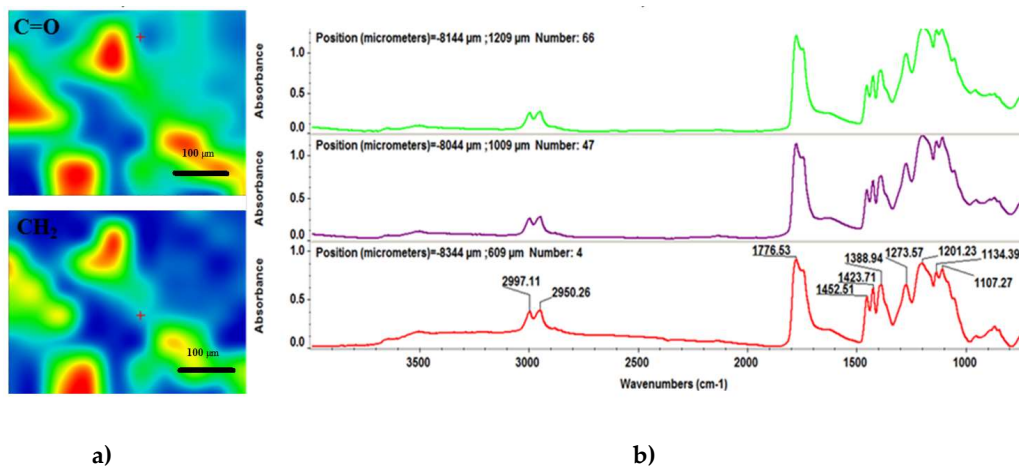 C=O
100 µm
CH2
100 µm
a)
Position (micrometers)=-8144 µm ;1209 µm Number: 66
Absorbance
1.0
0.5
0.0
Position (micrometers)=-8044 µm ;1009 µm Number: 47
Absorbance
1.0
0.5
0.0
Position (micrometers)=-8344 µm ;609 µm Number: 4
Absorbance
1.0
0.5
0.0
2997.11
2950.26
1776.53
1452.51
1423.71
1388.94
1273.57
1201.23
1134.39
1107.27
3500
3000
2500
2000
1500
1000
Wavenumbers (cm-1)
b)